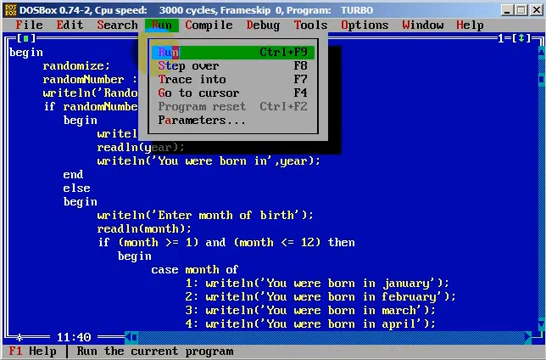 DOSBox 0.74-2, Cpu speed: 3000 cycles, Frameskip 0, Program: TURBO
File Edit Search Run Compile Debug Tools Options Window Help
1=[↕]
begin
Run Ctrl+F9
randomize;
Step over F8
randomNumber :
Trace into F7
writeln('Rando
Go to cursor F4
if randomNumbe
Program reset Ctrl+F2
begin
Parameters...
writel
readln(year);
writeln('You were born in',year);
end
else
begin
writeln('Enter month of birth');
readln(month);
if (month >= 1) and (month <= 12) then
begin
case month of
1: writeln('You were born in january');
2: writeln('You were born in february');
3: writeln('You were born in march');
4: writeln('You were born in april');
* 11:40
F1 Help | Run the current program